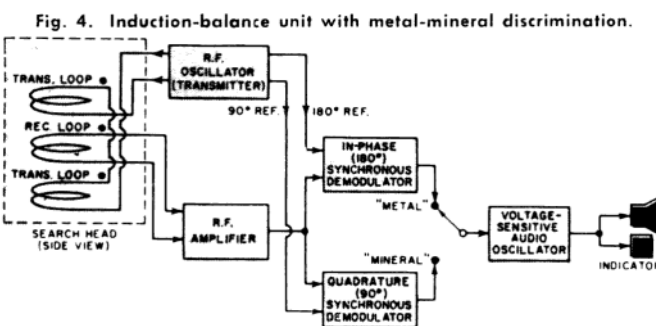 Fig. 4. Induction-balance unit with metal-mineral discrimination.
TRANS. LOOP
REC. LOOP
TRANS. LOOP
SEARCH HEAD
(SIDE VIEW)
R.F.
OSCILLATOR
(TRANSMITTER)
90° REF.
180° REF.
R.F.
AMPLIFIER
IN-PHASE
(180°)
SYNCHRONOUS
DEMODULATOR
"METAL"
"MINERAL"
QUADRATURE
(90°)
SYNCHRONOUS
DEMODULATOR
VOLTAGE-
SENSITIVE
AUDIO
OSCILLATOR
INDICATOR